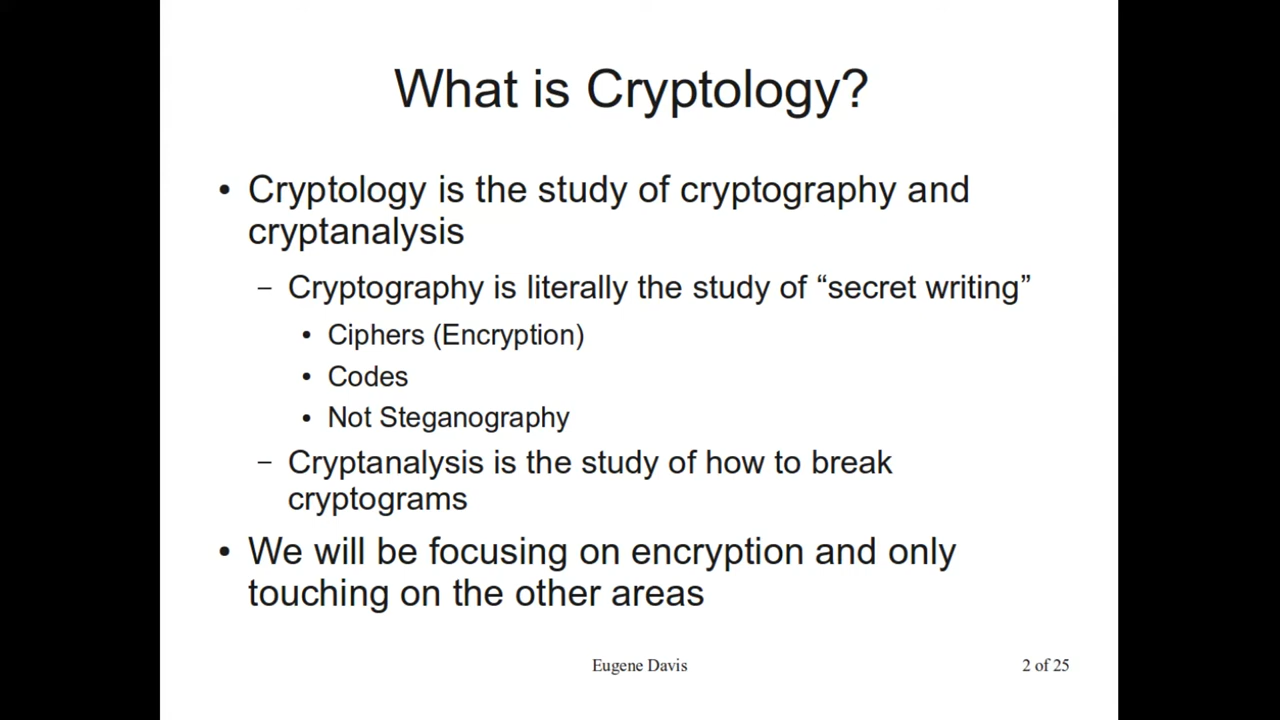 What is Cryptology?
• Cryptology is the study of cryptography and
cryptanalysis
– Cryptography is literally the study of “secret writing”
• Ciphers (Encryption)
• Codes
• Not Steganography
– Cryptanalysis is the study of how to break
cryptograms
• We will be focusing on encryption and only
touching on the other areas
Eugene Davis
2 of 25